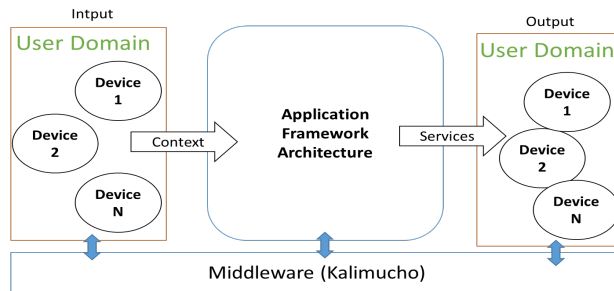 Intput
User Domain
Device
1
Device
2
Device
N
Context
Application
Framework
Architecture
Services
Output
User Domain
Device
1
Device
2
Device
N
Middleware (Kalimucho)